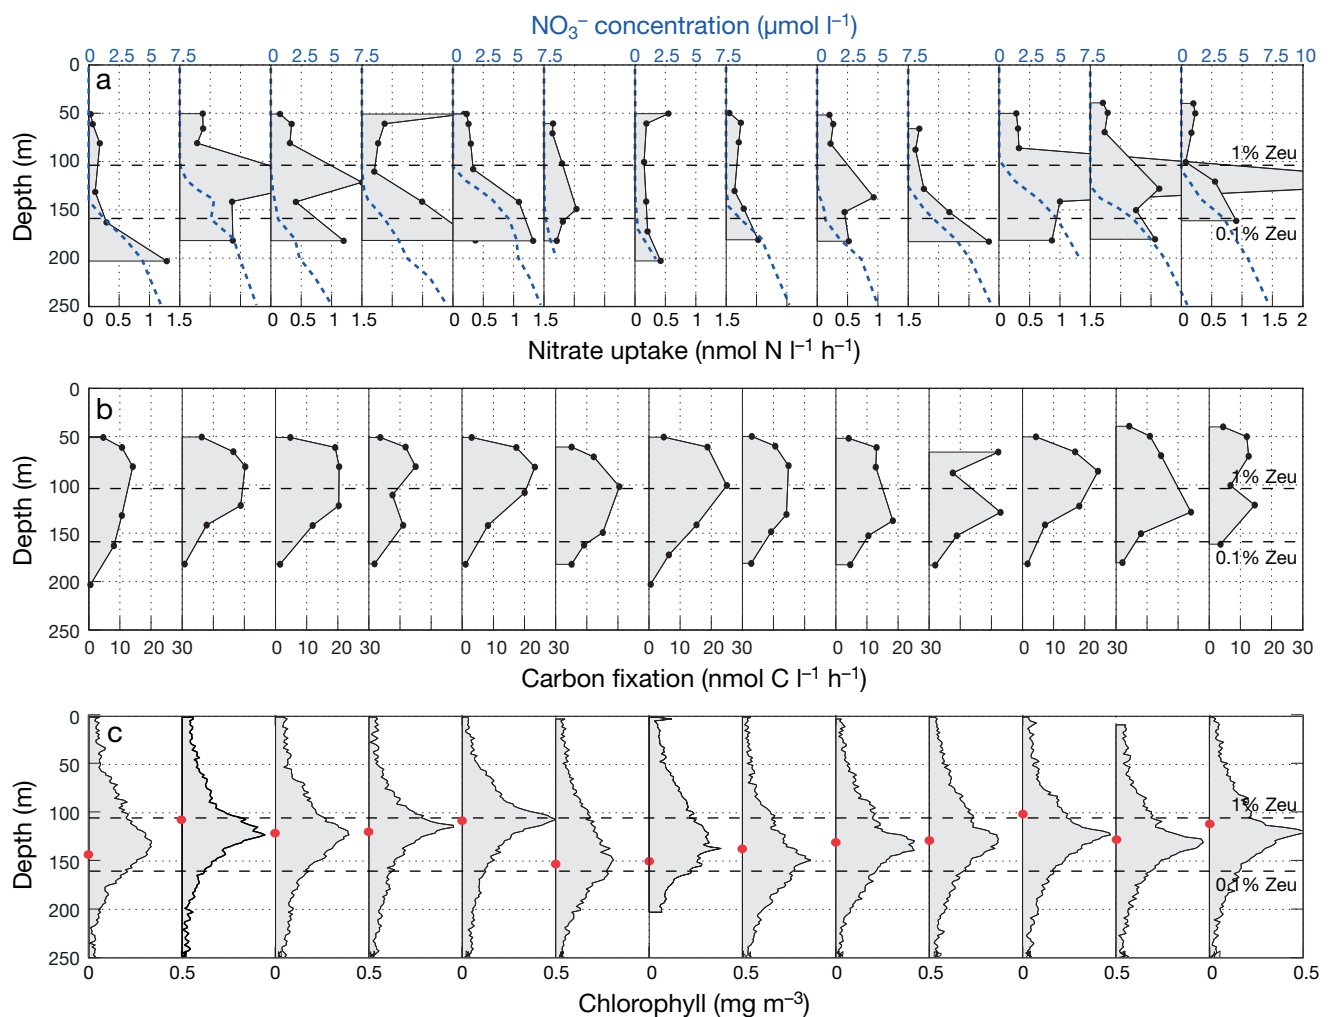 NO₃⁻ concentration (µmol l⁻¹)
0 2.5 5 7.5 0 2.5 5 7.5 0 2.5 5 7.5 0 2.5 5 7.5 0 2.5 5 7.5 0 2.5 5 7.5 0 2.5 5 7.5 10
0
a
50
100
1% Zeu
150
0.1% Zeu
200
250
Depth (m)
0 0.5 1 1.5 0 0.5 1 1.5 0 0.5 1 1.5 0 0.5 1 1.5 0 0.5 1 1.5 0 0.5 1 1.5 0 0.5 1 1.5 2
Nitrate uptake (nmol N l⁻¹ h⁻¹)
0
b
50
100
1% Zeu
150
0.1% Zeu
200
250
Depth (m)
0 10 20 30 0 10 20 30 0 10 20 30 0 10 20 30 0 10 20 30 0 10 20 30 0 10 20 30
Carbon fixation (nmol C l⁻¹ h⁻¹)
0
c
50
100
1% Zeu
150
0.1% Zeu
200
250
Depth (m)
0 0.5 0 0.5 0 0.5 0 0.5 0 0.5 0 0.5 0 0.5
Chlorophyll (mg m⁻³)